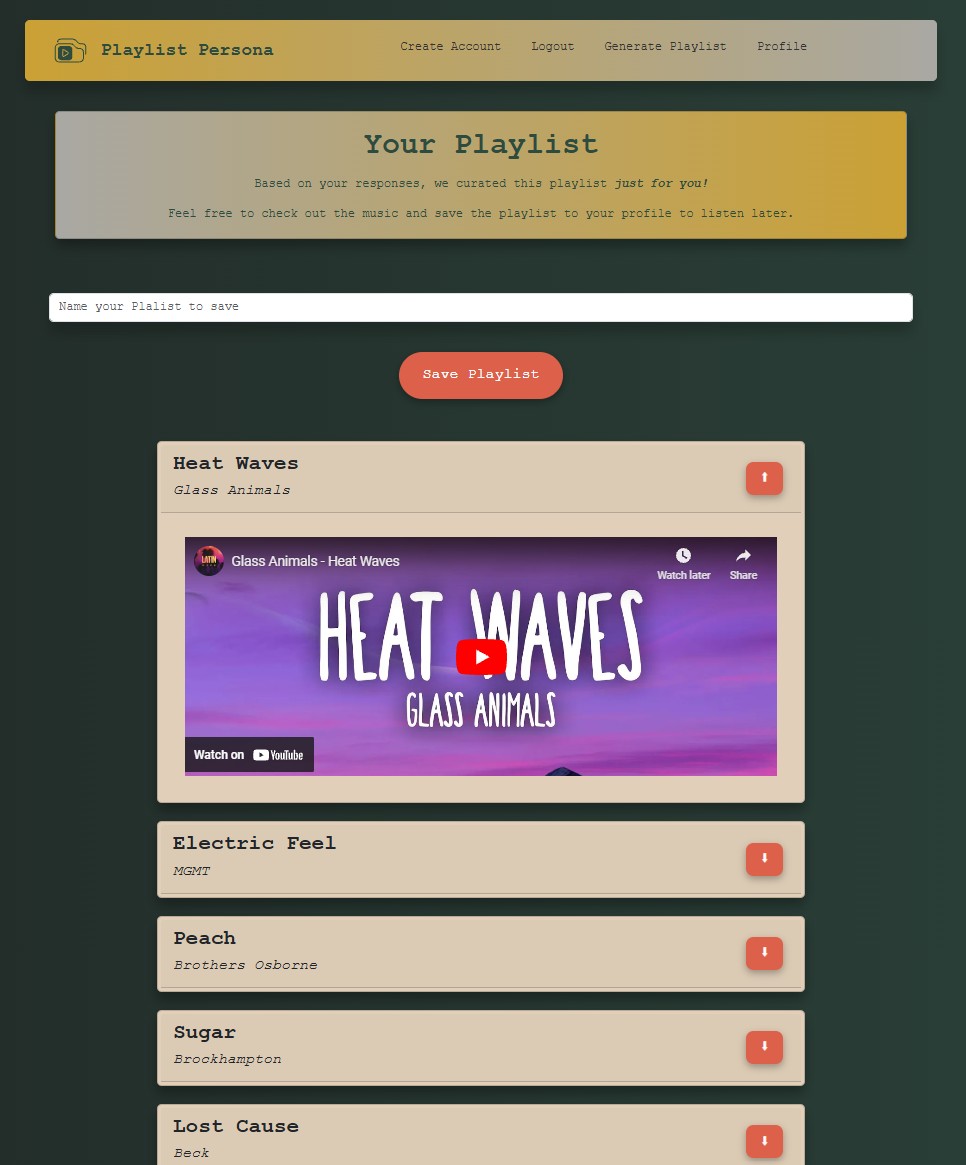 Playlist Persona
Create Account
Logout
Generate Playlist
Profile
Your Playlist
Based on your responses, we curated this playlist just for you!
Feel free to check out the music and save the playlist to your profile to listen later.
Name your Plalist to save
Save Playlist
Heat Waves
Glass Animals
LATIN
Glass Animals - Heat Waves
Watch later
Share
HEAT WAVES
GLASS ANIMALS
Watch on YouTube
Electric Feel
MGMT
Peach
Brothers Osborne
Sugar
Brockhampton
Lost Cause
Beck